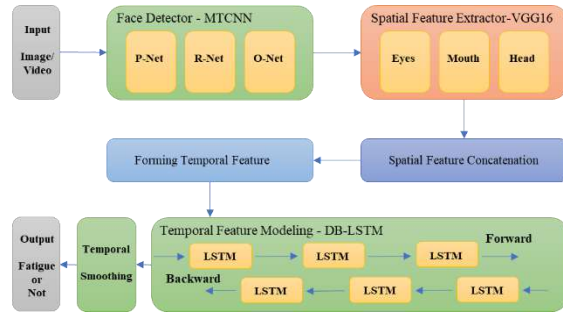 Input
Image/
Video
Face Detector - MTCNN
P-Net
R-Net
O-Net
Spatial Feature Extractor-VGG16
Eyes
Mouth
Head
Forming Temporal Feature
Spatial Feature Concatenation
Output
Fatigue
or
Not
Temporal
Smoothing
Temporal Feature Modeling - DB-LSTM
LSTM
LSTM
LSTM
Forward
Backward
LSTM
LSTM
LSTM